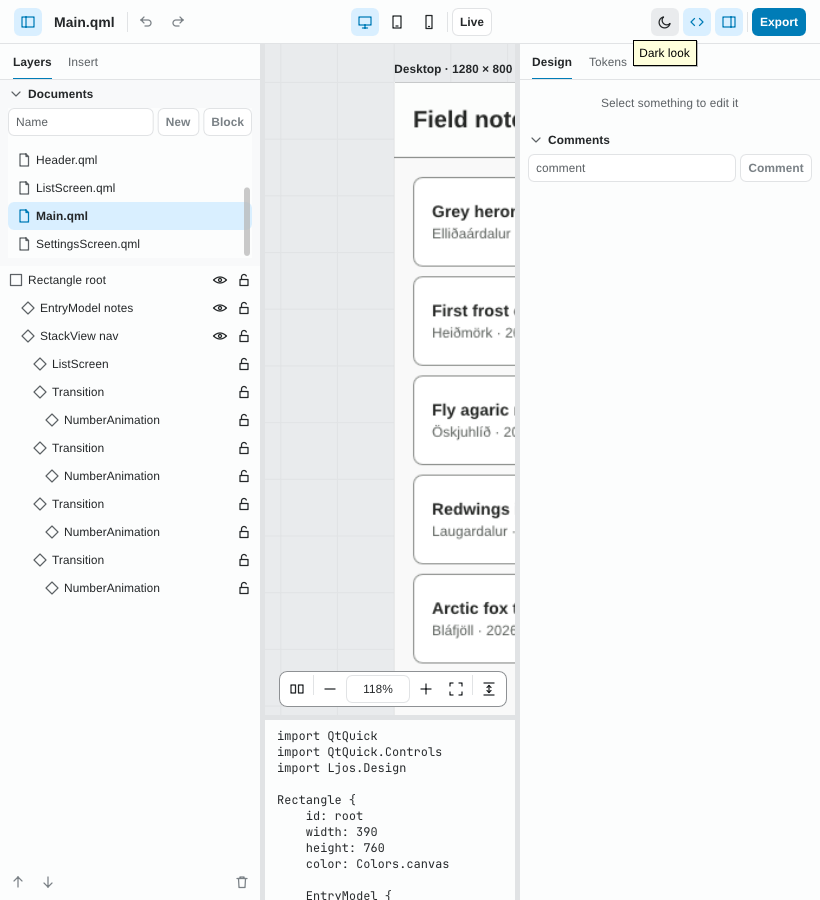 Main.qml
Live
Export
Dark look
Layers
Insert
Documents
Name
New
Block
Header.qml
ListScreen.qml
Main.qml
SettingsScreen.qml
Rectangle root
EntryModel notes
StackView nav
ListScreen
Transition
NumberAnimation
Transition
NumberAnimation
Transition
NumberAnimation
Transition
NumberAnimation
Desktop · 1280 × 800
Field note
Grey heron
Elliðaárdalur
First frost
Heiðmörk · 20
Fly agaric
Öskjuhlíð · 20
Redwings
Laugardalur ·
Arctic fox t
Bláfjöll · 2026
118%
import QtQuick
import QtQuick.Controls
import Ljos.Design
Rectangle {
id: root
width: 390
height: 760
color: Colors.canvas
EntryModel {
Design
Tokens
Select something to edit it
Comments
comment
Comment